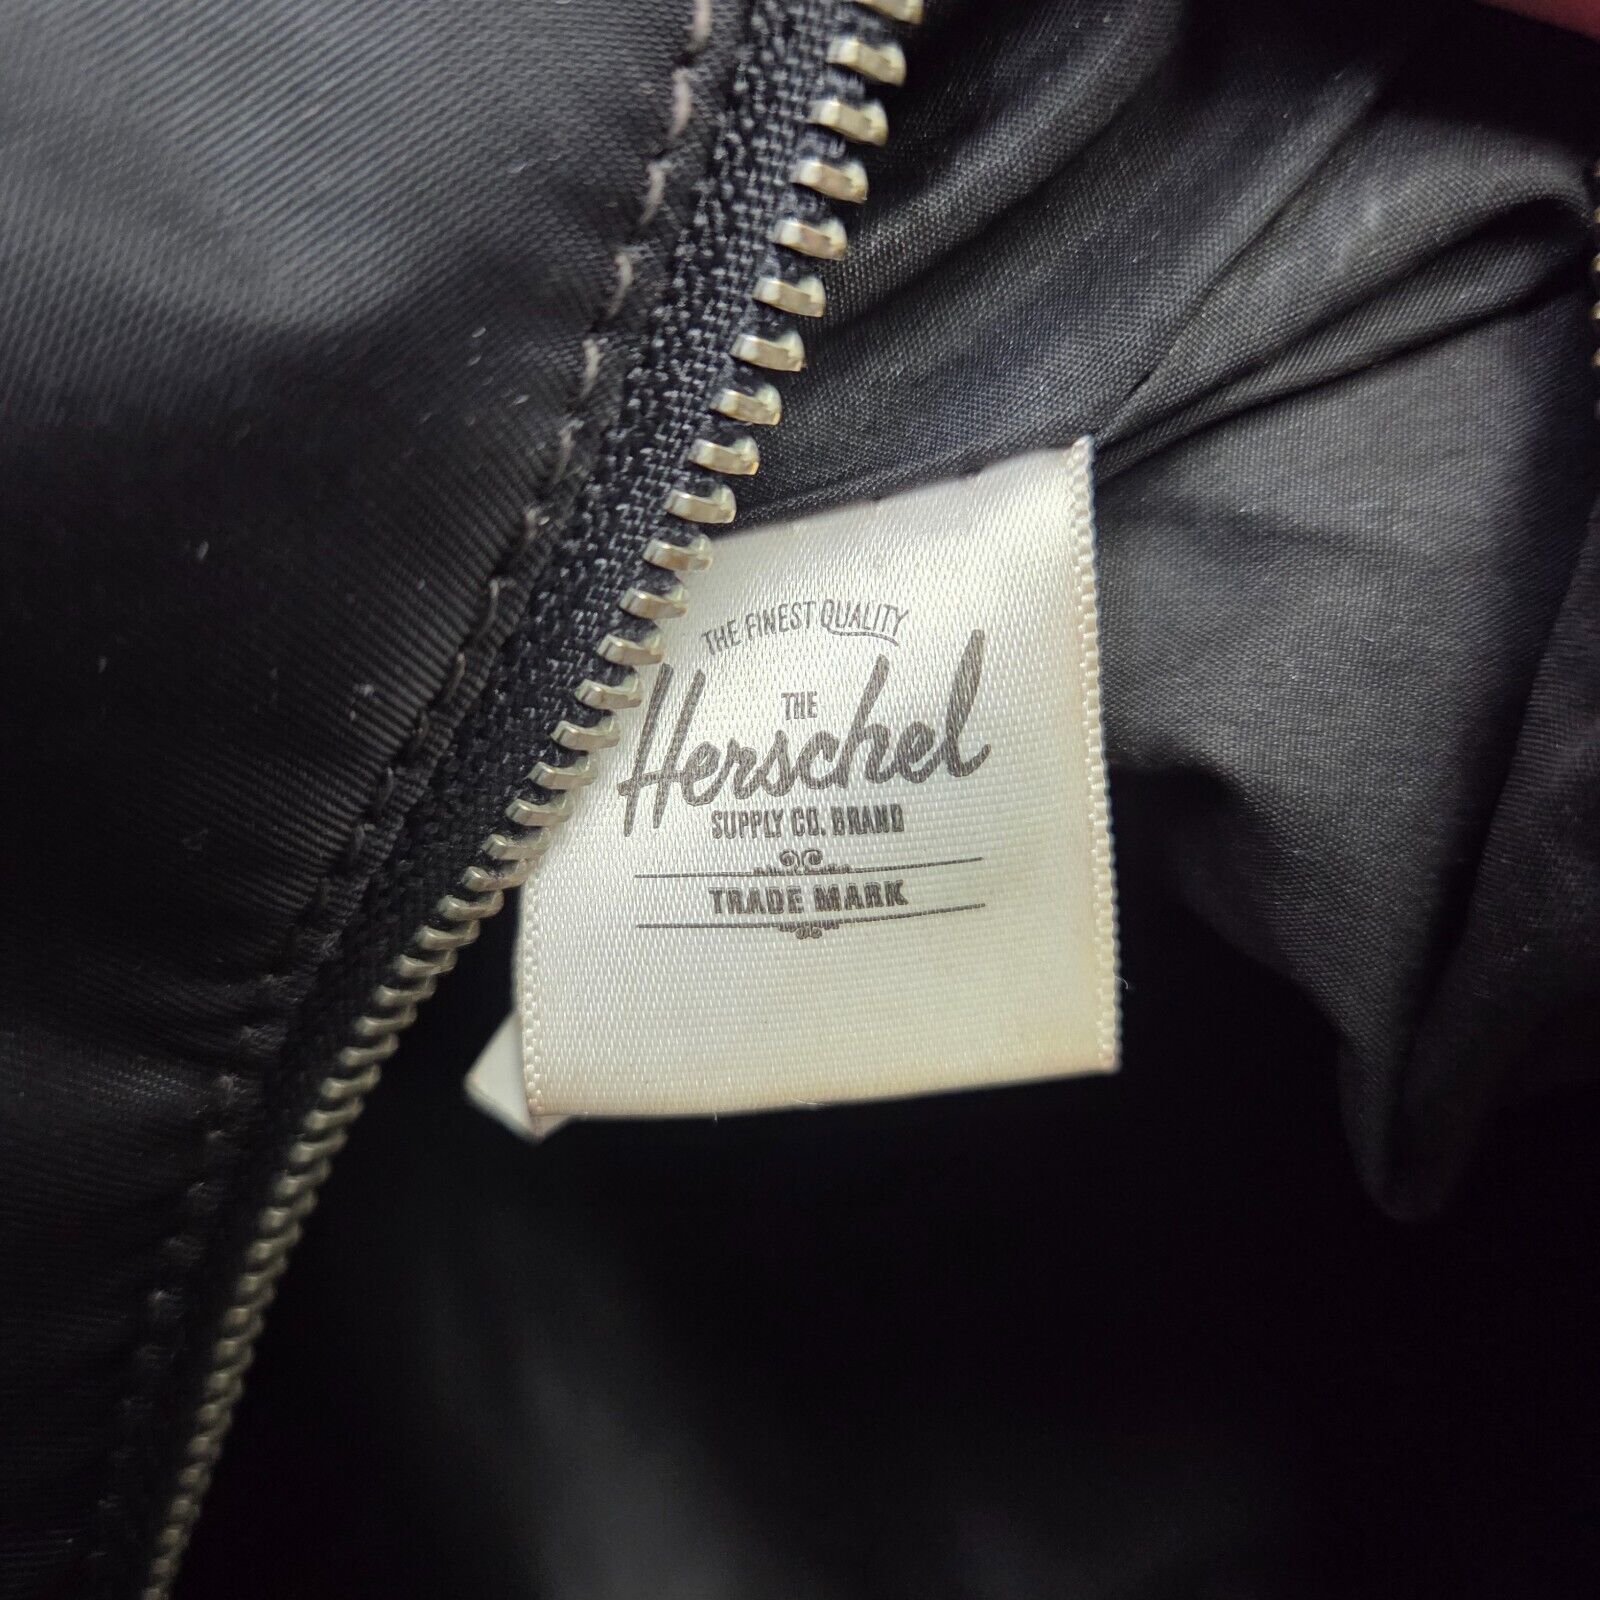 THE FINEST QUALITY
THE
Herschel
SUPPLY CO. BRAND
TRADE MARK